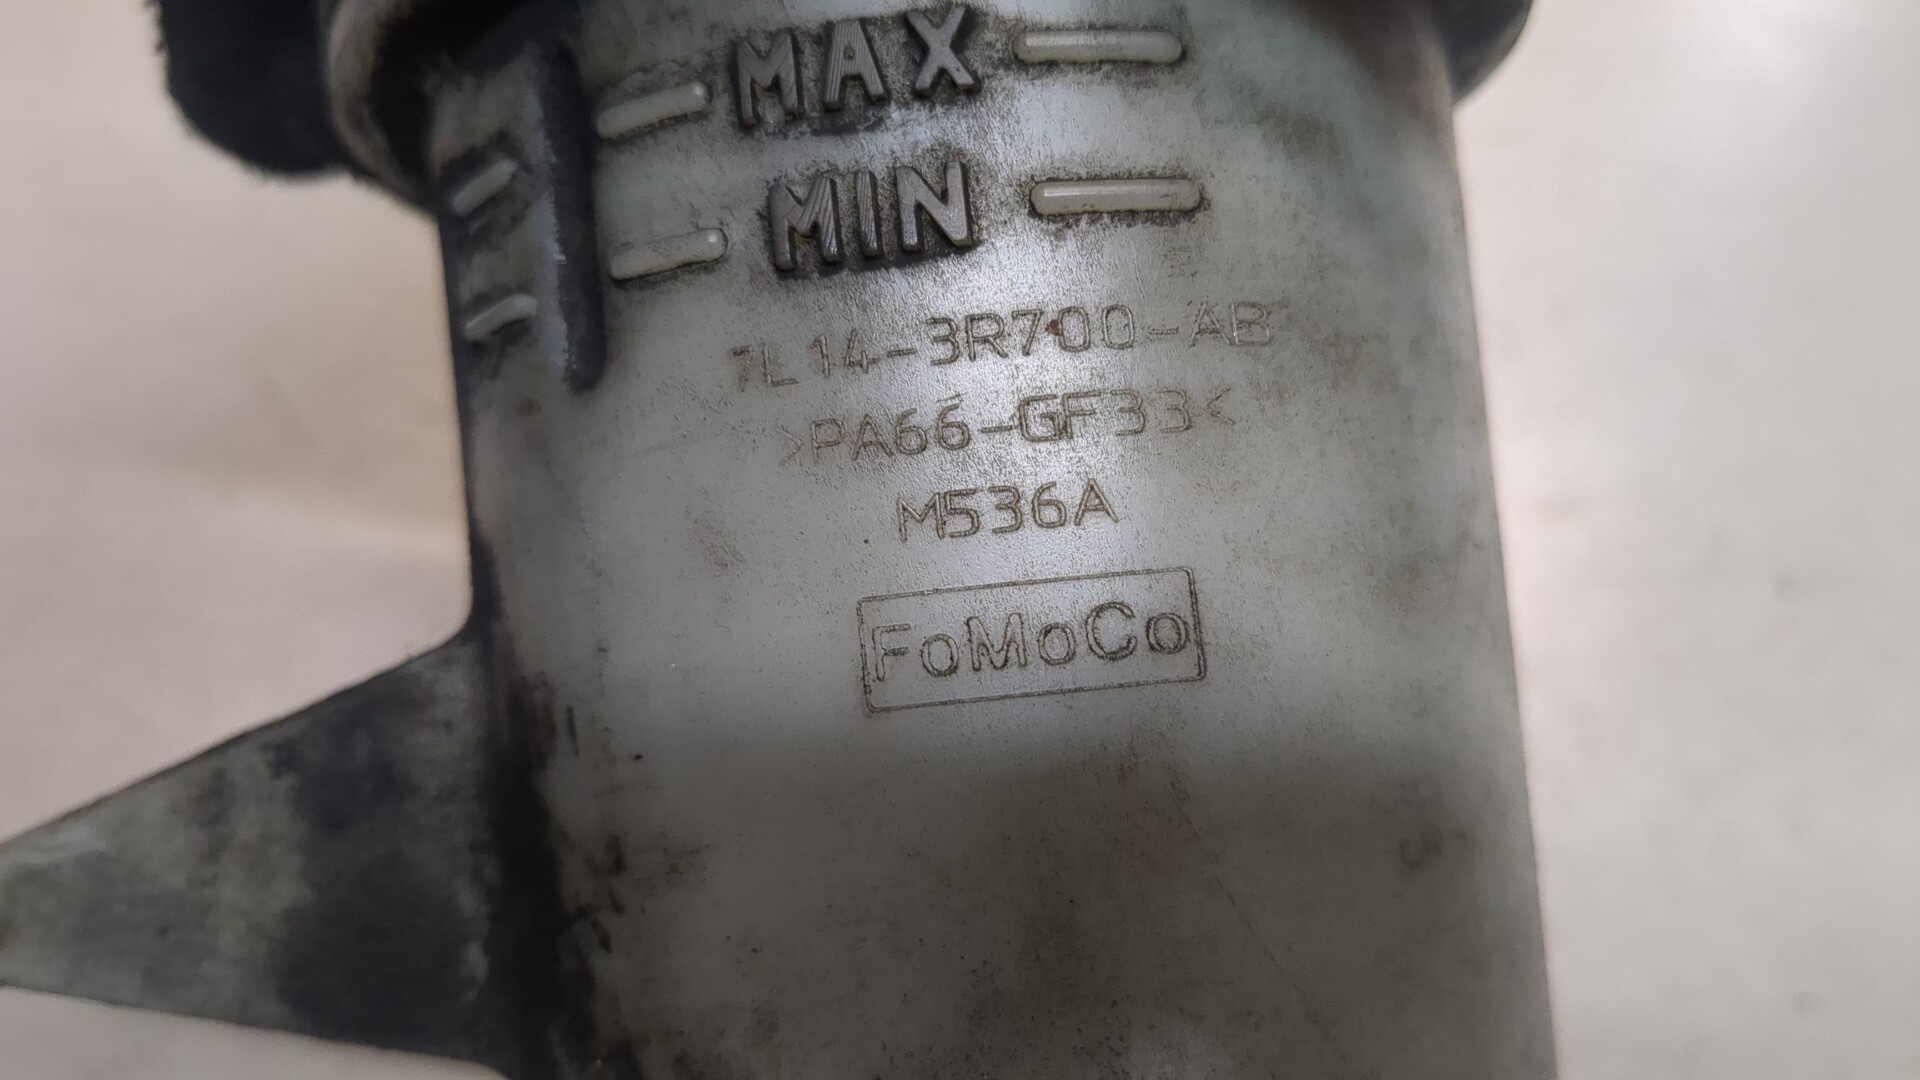 MAX
MIN
7L14-3R700-AB
>PA66-GF33<
M536A
FoMoCo